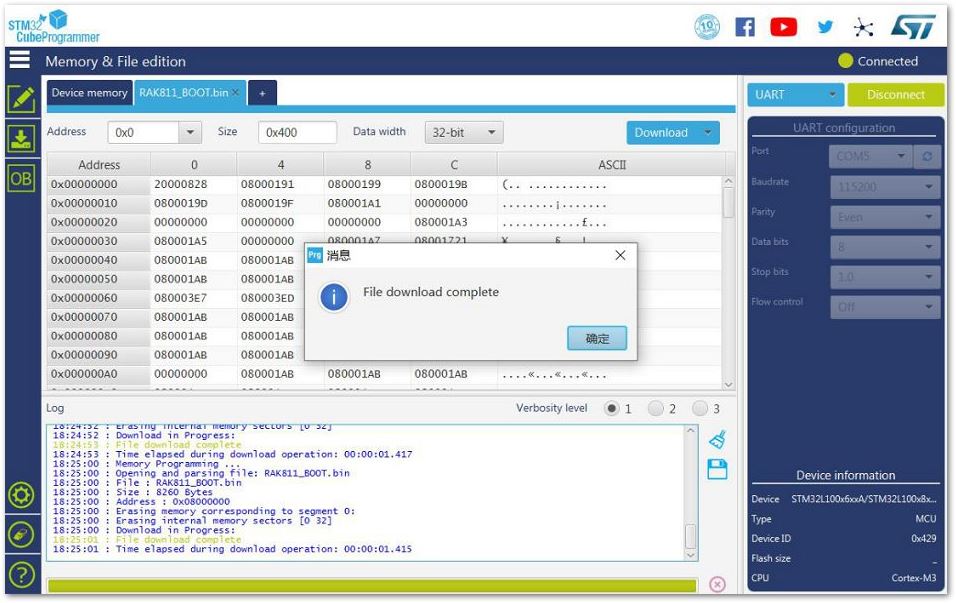 STM32
CubeProgrammer
10
Memory & File edition
Connected
Device memory
RAK811_BOOT.bin ×
+
UART
Disconnect
Address 0x0 Size 0x400 Data width 32-bit Download
UART configuration
Port COM5
Baudrate 115200
Parity Even
Data bits 8
Stop bits 1.0
Flow control Off
OB
Address 0 4 8 C ASCII
0x00000000 20000828 08000191 08000199 0800019B (.. ............
0x00000010 0800019D 0800019F 080001A1 00000000 ........¡.......
0x00000020 00000000 00000000 00000000 080001A3 ............£...
0x00000030 080001A5 00000000 080001A7 08001721
0x00000040 080001AB 080001AB
0x00000050 080001AB 080001AB
0x00000060 080003E7 080003ED
0x00000070 080001AB 080001AB
0x00000080 080001AB 080001AB
0x00000090 080001AB 080001AB
0x000000A0 00000000 080001AB 080001AB 080001AB ....«...«...«...
Prg 消息
File download complete
确定
Log
Verbosity level 1 2 3
18:24:52 : Erasing internal memory sectors [0 32]
18:24:52 : Download in Progress:
18:24:53 : File download complete
18:24:53 : Time elapsed during download operation: 00:00:01.417
18:25:00 : Memory Programming ...
18:25:00 : Opening and parsing file: RAK811_BOOT.bin
18:25:00 : File : RAK811_BOOT.bin
18:25:00 : Size : 8260 Bytes
18:25:00 : Address : 0x08000000
18:25:00 : Erasing memory corresponding to segment 0:
18:25:00 : Erasing internal memory sectors [0 32]
18:25:00 : Download in Progress:
18:25:01 : File download complete
18:25:01 : Time elapsed during download operation: 00:00:01.415
Device information
Device STM32L100x6xxA/STM32L100x8x...
Type MCU
Device ID 0x429
Flash size _
CPU Cortex-M3